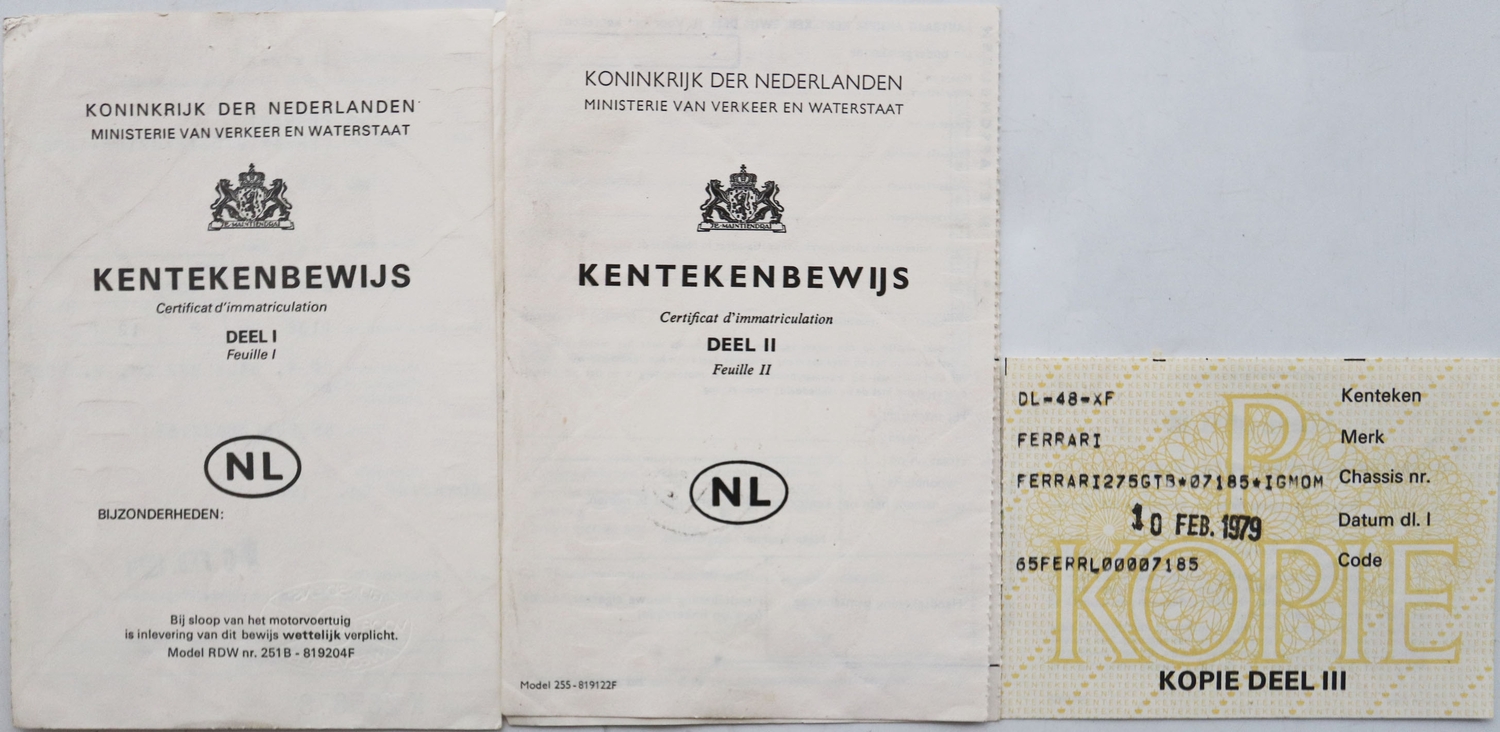 KONINKRIJK DER NEDERLANDEN
MINISTERIE VAN VERKEER EN WATERSTAAT
JE·MAINTIENDRAI
KENTEKENBEWIJS
Certificat d'immatriculation
DEEL I
Feuille I
NL
BIJZONDERHEDEN:
Bij sloop van het motorvoertuig
is inlevering van dit bewijs wettelijk verplicht.
Model RDW nr. 251B - 819204F
KONINKRIJK DER NEDERLANDEN
MINISTERIE VAN VERKEER EN WATERSTAAT
JE·MAINTIENDRAI
KENTEKENBEWIJS
Certificat d'immatriculation
DEEL II
Feuille II
NL
Model 255-819122F
DL-48-XF Kenteken
FERRARI Merk
FERRARI275GTB*07185*IGMOM Chassis nr.
10 FEB. 1979 Datum dl. I
65FERRL00007185 Code
P
KOPIE
KOPIE DEEL III